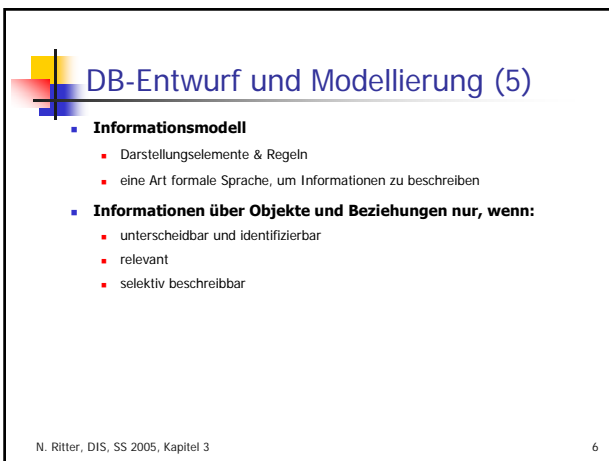 DB-Entwurf und Modellierung (5)
Informationsmodell
Darstellungselemente & Regeln
eine Art formale Sprache, um Informationen zu beschreiben
Informationen über Objekte und Beziehungen nur, wenn:
unterscheidbar und identifizierbar
relevant
selektiv beschreibbar
N. Ritter, DIS, SS 2005, Kapitel 3
6